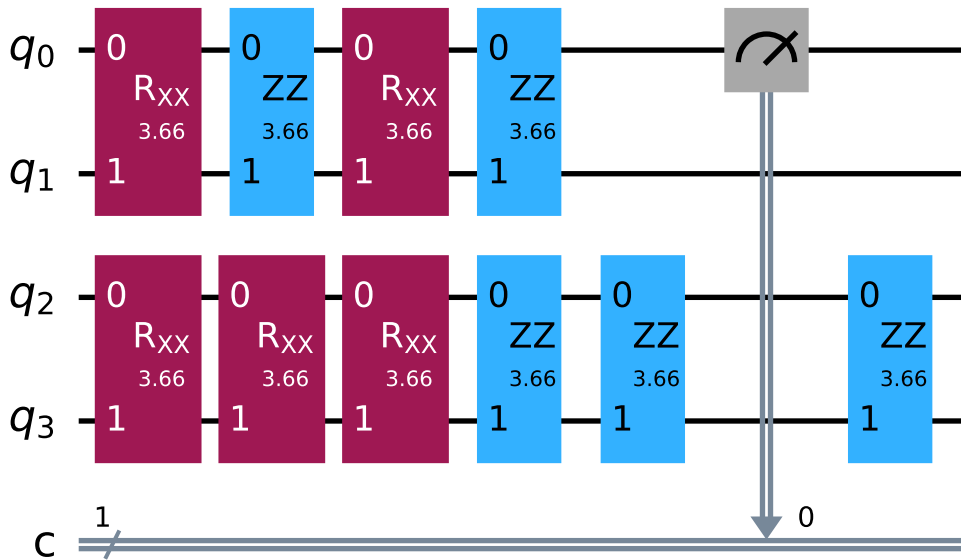 q0 0 0 0 0
RXX ZZ RXX ZZ
3.66 3.66 3.66 3.66
q1 1 1 1 1
q2 0 0 0 0 0 0
RXX RXX RXX ZZ ZZ ZZ
3.66 3.66 3.66 3.66 3.66 3.66
q3 1 1 1 1 1 1
1 0
c